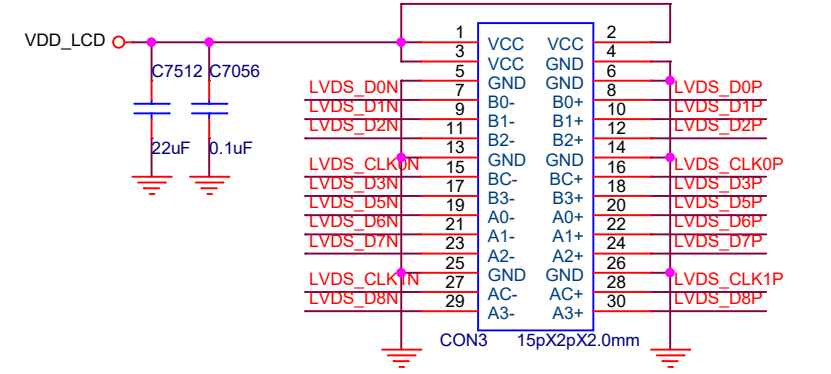 VDD_LCD
C7512 C7056
22uF 0.1uF
1 VCC VCC 2
3 VCC GND 4
5 GND GND 6
LVDS_D0N 7 B0- B0+ 8 LVDS_D0P
LVDS_D1N 9 B1- B1+ 10 LVDS_D1P
LVDS_D2N 11 B2- B2+ 12 LVDS_D2P
13 GND GND 14
LVDS_CLK0N 15 BC- BC+ 16 LVDS_CLK0P
LVDS_D3N 17 B3- B3+ 18 LVDS_D3P
LVDS_D5N 19 A0- A0+ 20 LVDS_D5P
LVDS_D6N 21 A1- A1+ 22 LVDS_D6P
LVDS_D7N 23 A2- A2+ 24 LVDS_D7P
25 GND GND 26
LVDS_CLK1N 27 AC- AC+ 28 LVDS_CLK1P
LVDS_D8N 29 A3- A3+ 30 LVDS_D8P
CON3 15pX2pX2.0mm